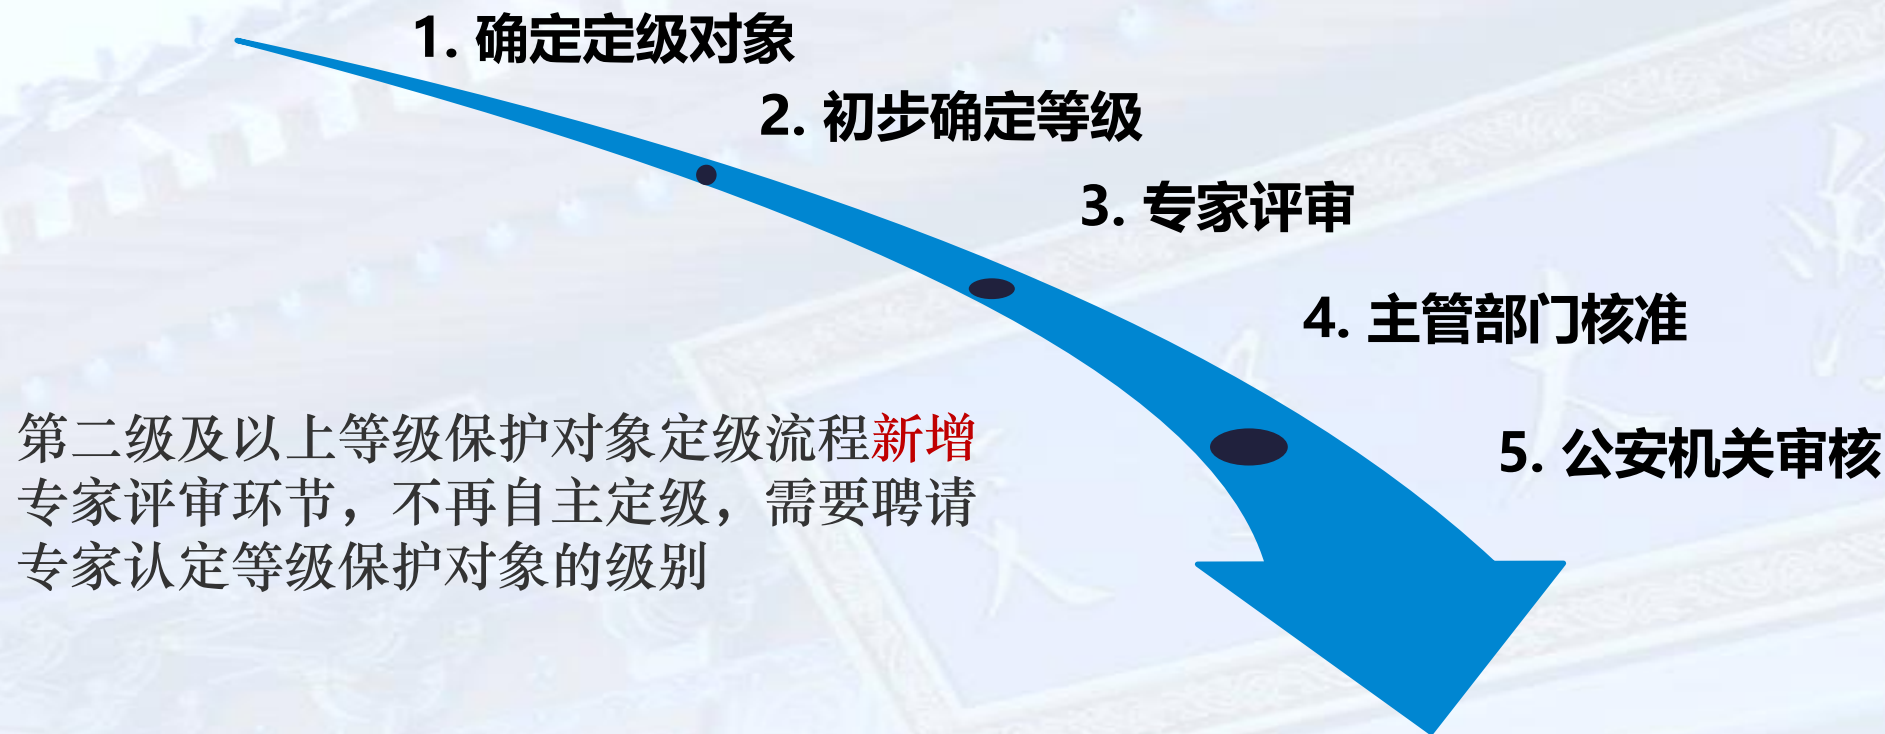 1. 确定定级对象
2. 初步确定等级
3. 专家评审
4. 主管部门核准
5. 公安机关审核
第二级及以上等级保护对象定级流程新增
专家评审环节，不再自主定级，需要聘请
专家认定等级保护对象的级别